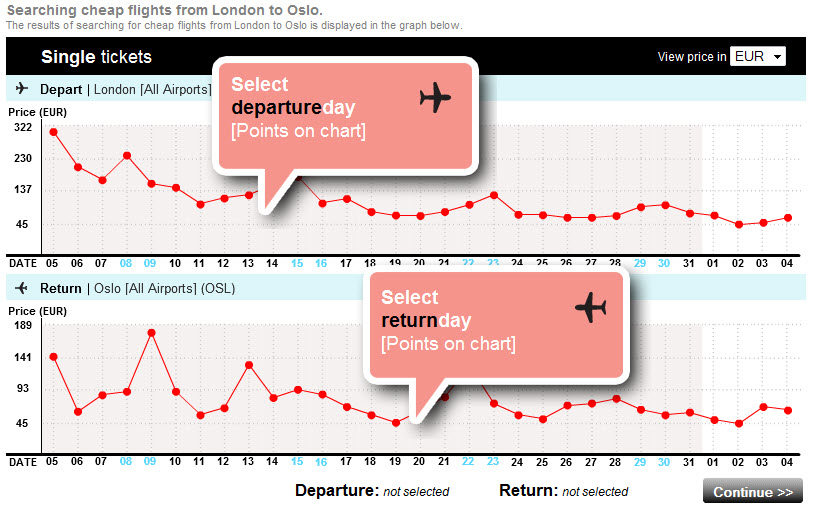 Searching cheap flights from London to Oslo.
The results of searching for cheap flights from London to Oslo is displayed in the graph below.
Single tickets
View price in EUR
Depart | London [All Airports]
Select
departureday
[Points on chart]
Price (EUR)
322
230
137
45
DATE 05 06 07 08 09 10 11 12 13 14 15 16 17 18 19 20 21 22 23 24 25 26 27 28 29 30 31 01 02 03 04
Return | Oslo [All Airports] (OSL)
Select
returnday
[Points on chart]
Price (EUR)
189
141
93
45
DATE 05 06 07 08 09 10 11 12 13 14 15 16 17 18 19 20 21 22 23 24 25 26 27 28 29 30 31 01 02 03 04
Departure: not selected Return: not selected Continue >>